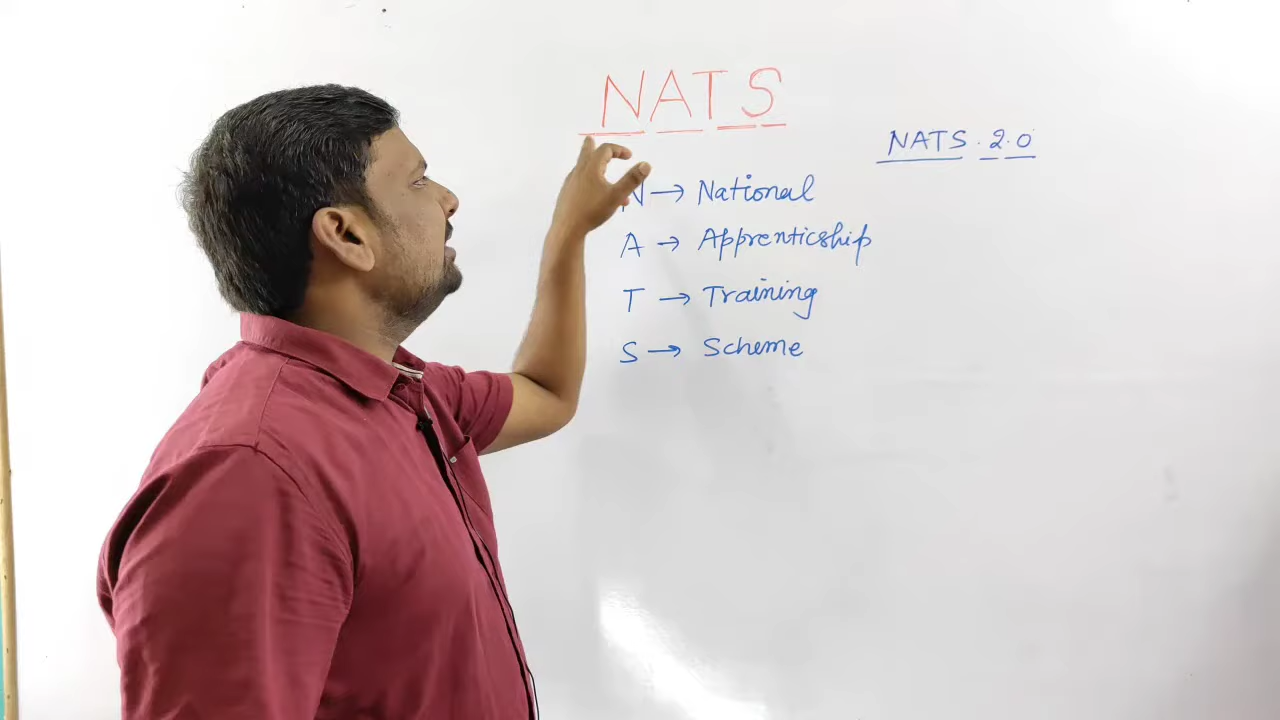 NATS
NATS 2.0
N → National
A → Apprenticship
T → Training
S → Scheme